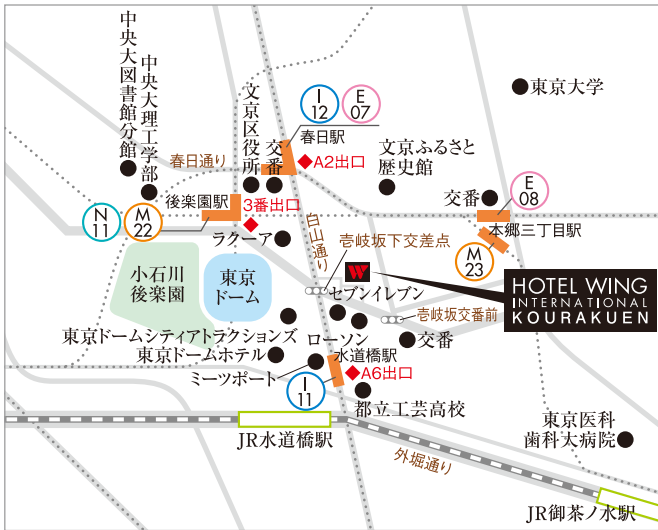 中央大図書館分館
中央大理工学部
文京区役所
交番
I
12
E
07
春日駅
A2出口
春日通り
文京ふるさと
歴史館
東京大学
交番
E
08
本郷三丁目駅
M
23
N
11
M
22
後楽園駅
3番出口
ラクーア
白山通り
壱岐坂下交差点
W
HOTEL WING
INTERNATIONAL
KOURAKUEN
小石川
後楽園
東京
ドーム
セブンイレブン
壱岐坂交番前
交番
東京ドームシティアトラクションズ
ローソン
東京ドームホテル
水道橋駅
ミーツポート
A6出口
I
11
都立工芸高校
JR水道橋駅
外堀通り
東京医科
歯科大病院
JR御茶ノ水駅